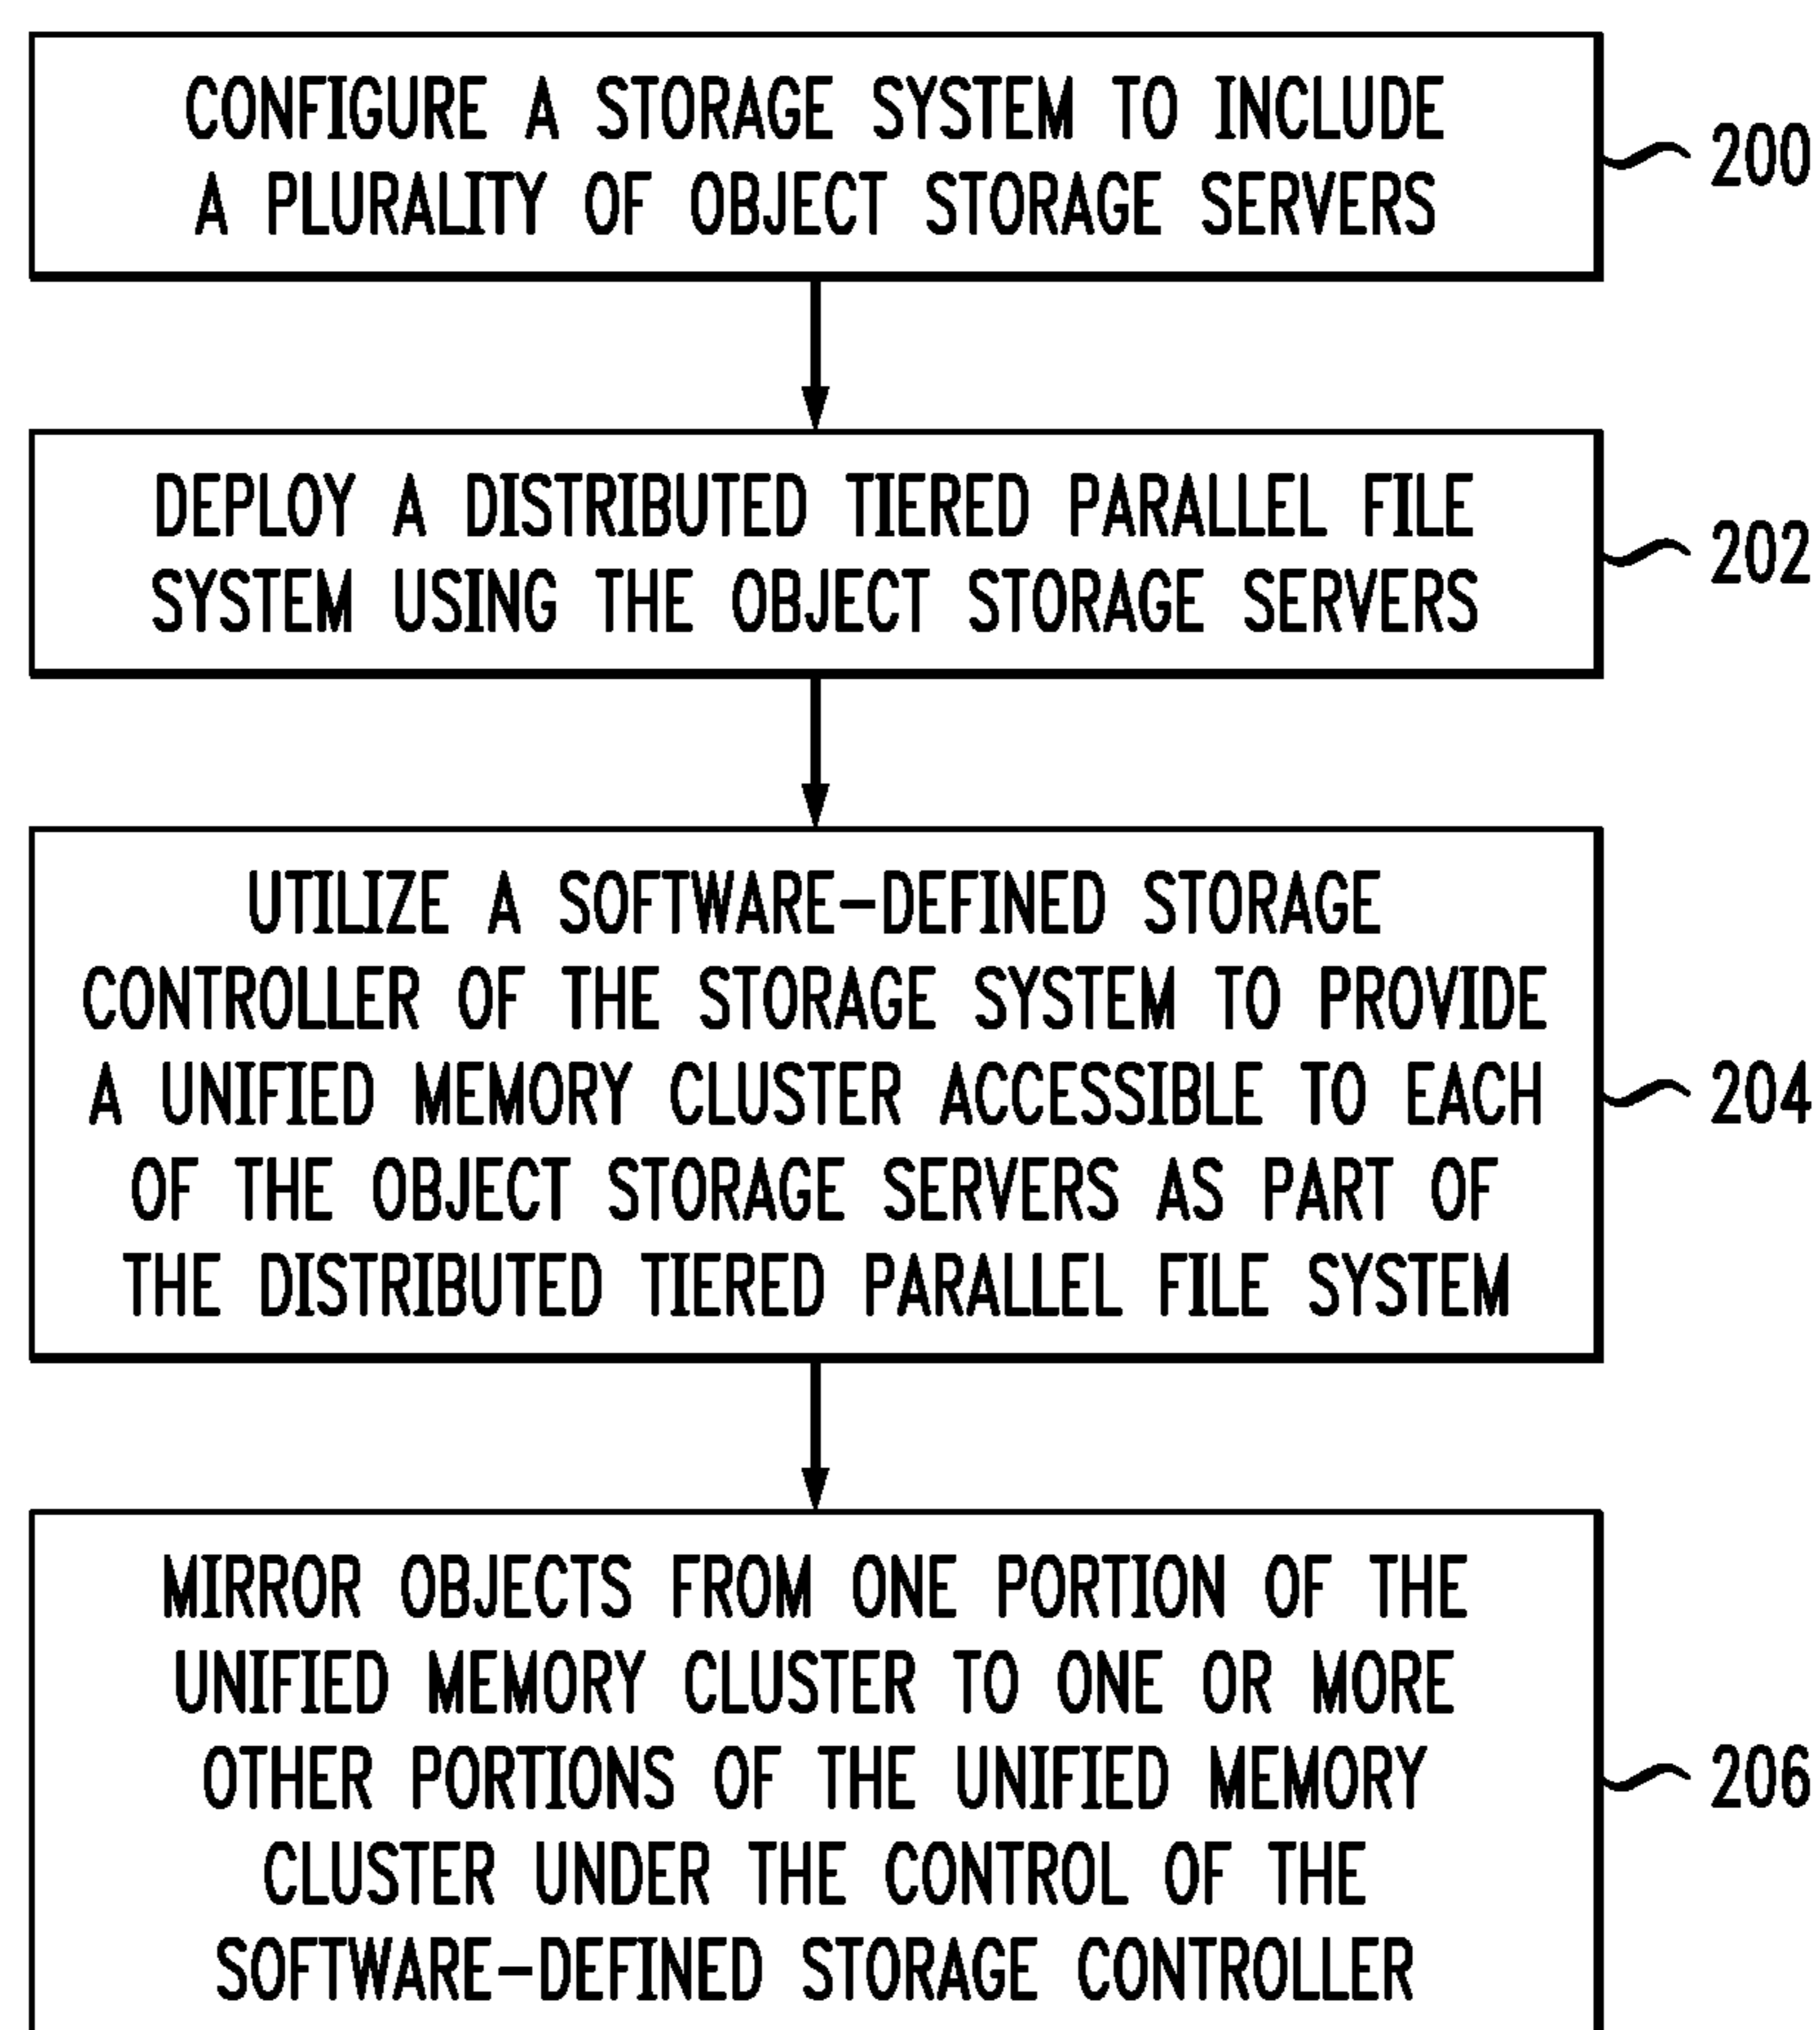 CONFIGURE A STORAGE SYSTEM TO INCLUDE
A PLURALITY OF OBJECT STORAGE SERVERS
200
DEPLOY A DISTRIBUTED TIERED PARALLEL FILE
SYSTEM USING THE OBJECT STORAGE SERVERS
202
UTILIZE A SOFTWARE-DEFINED STORAGE
CONTROLLER OF THE STORAGE SYSTEM TO PROVIDE
A UNIFIED MEMORY CLUSTER ACCESSIBLE TO EACH
OF THE OBJECT STORAGE SERVERS AS PART OF
THE DISTRIBUTED TIERED PARALLEL FILE SYSTEM
204
MIRROR OBJECTS FROM ONE PORTION OF THE
UNIFIED MEMORY CLUSTER TO ONE OR MORE
OTHER PORTIONS OF THE UNIFIED MEMORY
CLUSTER UNDER THE CONTROL OF THE
SOFTWARE-DEFINED STORAGE CONTROLLER
206